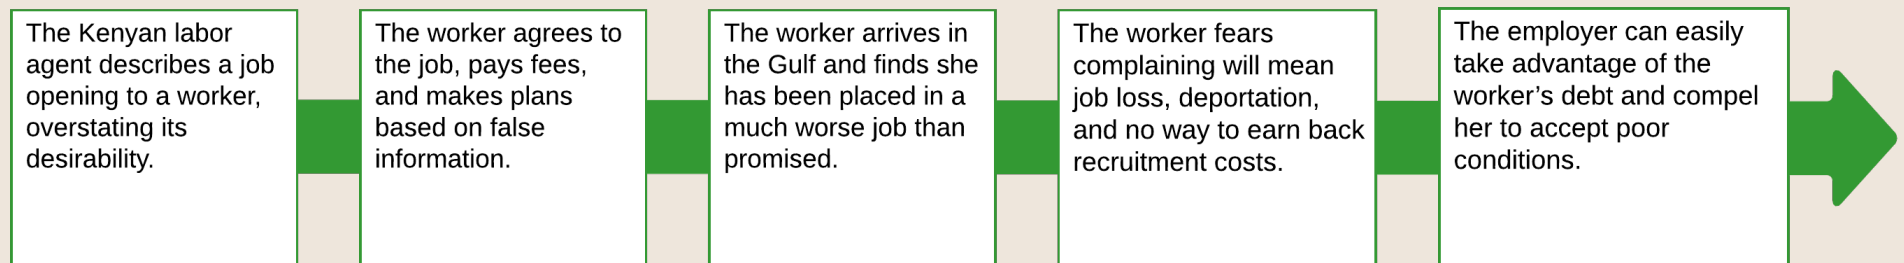 The Kenyan labor
agent describes a job
opening to a worker,
overstating its
desirability.
The worker agrees to
the job, pays fees,
and makes plans
based on false
information.
The worker arrives in
the Gulf and finds she
has been placed in a
much worse job than
promised.
The worker fears
complaining will mean
job loss, deportation,
and no way to earn back
recruitment costs.
The employer can easily
take advantage of the
worker’s debt and compel
her to accept poor
conditions.